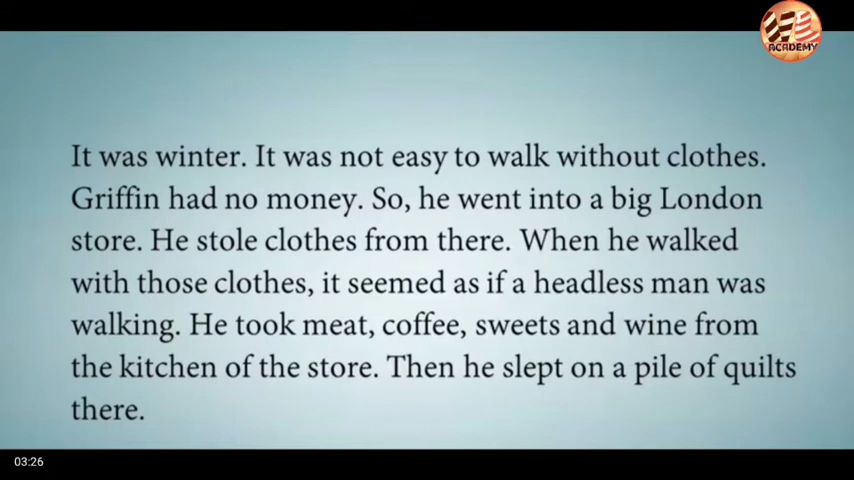 ACADEMY
It was winter. It was not easy to walk without clothes.
Griffin had no money. So, he went into a big London
store. He stole clothes from there. When he walked
with those clothes, it seemed as if a headless man was
walking. He took meat, coffee, sweets and wine from
the kitchen of the store. Then he slept on a pile of quilts
there.
03:26